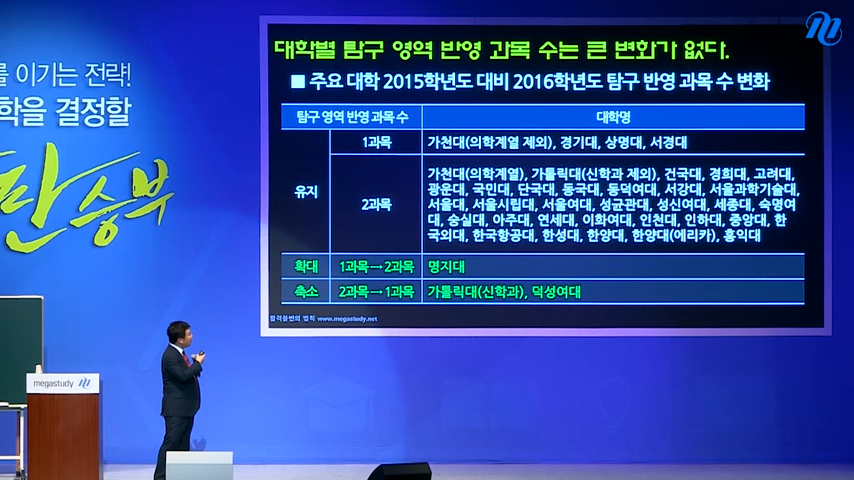 를 이기는 전략!
학을 결정할
판승부
대학별 탐구 영역 반영 과목 수는 큰 변화가 없다.
■ 주요 대학 2015학년도 대비 2016학년도 탐구 반영 과목 수 변화
탐구 영역 반영 과목 수 대학명
유지
1과목 가천대(의학계열 제외), 경기대, 상명대, 서경대
2과목
가천대(의학계열), 가톨릭대(신학과 제외), 건국대, 경희대, 고려대,
광운대, 국민대, 단국대, 동국대, 동덕여대, 서강대, 서울과학기술대,
서울대, 서울시립대, 서울여대, 성균관대, 성신여대, 세종대, 숙명여
대, 숭실대, 아주대, 연세대, 이화여대, 인천대, 인하대, 중앙대, 한
국외대, 한국항공대, 한성대, 한양대, 한양대(에리카), 홍익대
확대 1과목→2과목 명지대
축소 2과목→1과목 가톨릭대(신학과), 덕성여대
합격불변의 법칙 www.megastudy.net
megastudy